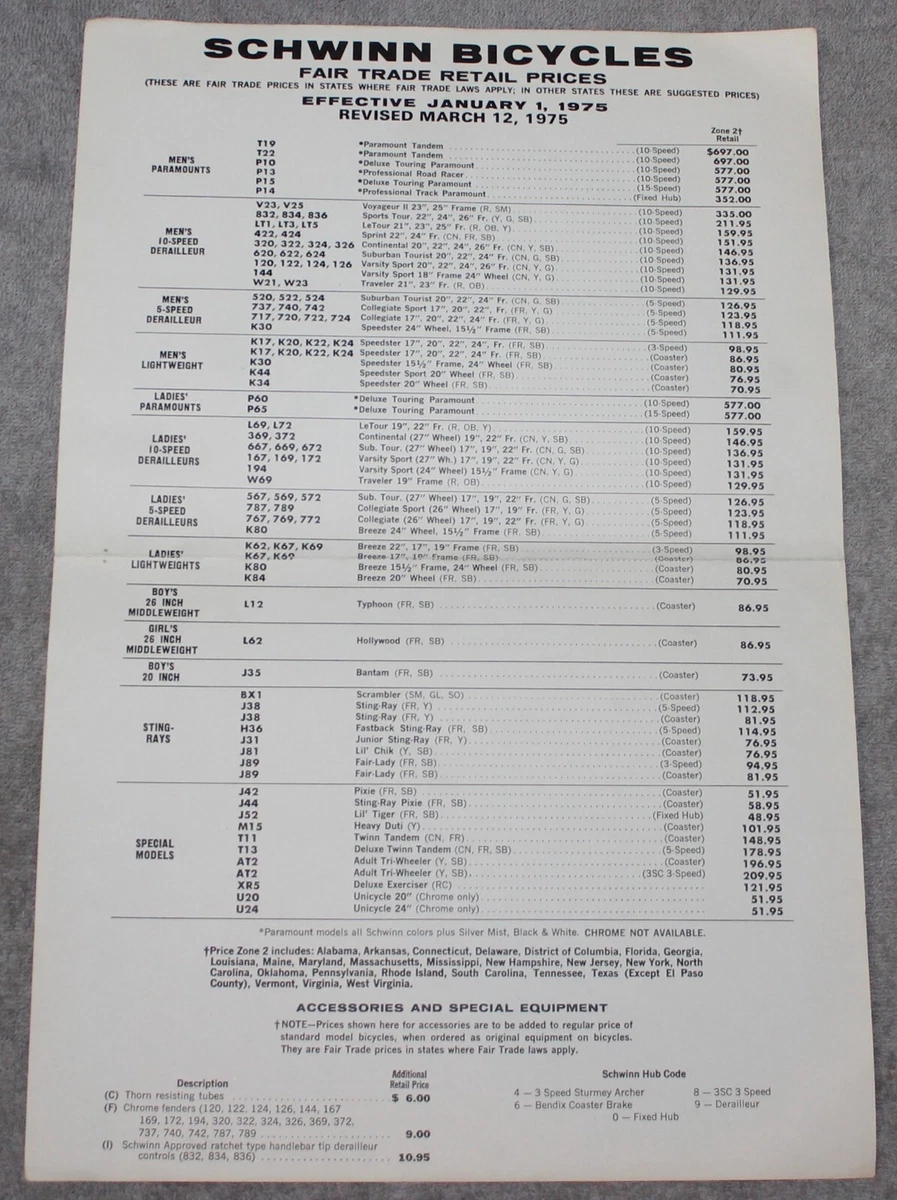 SCHWINN BICYCLES
FAIR TRADE RETAIL PRICES
(THESE ARE FAIR TRADE PRICES IN STATES WHERE FAIR TRADE LAWS APPLY; IN OTHER STATES THESE ARE SUGGESTED PRICES)
EFFECTIVE JANUARY 1, 1975
REVISED MARCH 12, 1975
Zone 2†
Retail
MEN'S PARAMOUNTS
T19 *Paramount Tandem (10-Speed) $697.00
T22 *Paramount Tandem (10-Speed) 697.00
P10 *Deluxe Touring Paramount (10-Speed) 577.00
P13 *Professional Road Racer (10-Speed) 577.00
P15 *Deluxe Touring Paramount (15-Speed) 577.00
P14 *Professional Track Paramount (Fixed Hub) 352.00
MEN'S 10-SPEED DERAILLEUR
V23, V25 Voyageur II 23", 25" Frame (R, SM) (10-Speed) 335.00
832, 834, 836 Sports Tour. 22", 24", 26" Fr. (Y, G, SB) (10-Speed) 211.95
LT1, LT3, LT5 LeTour 21", 23", 25" Fr. (R, OB, Y) (10-Speed) 159.95
422, 424 Sprint 22", 24" Fr. (CN, FR, SB) (10-Speed) 151.95
320, 322, 324, 326 Continental 20", 22", 24", 26" Fr. (CN, Y, SB) (10-Speed) 146.95
620, 622, 624 Suburban Tourist 20", 22", 24" Fr. (CN, G, SB) (10-Speed) 136.95
120, 122, 124, 126 Varsity Sport 20", 22", 24", 26" Fr. (CN, Y, G) (10-Speed) 131.95
144 Varsity Sport 18" Frame 24" Wheel (CN, Y, G) (10-Speed) 131.95
W21, W23 Traveler 21", 23" Fr. (R, OB) (10-Speed) 129.95
MEN'S 5-SPEED DERAILLEUR
520, 522, 524 Suburban Tourist 20", 22", 24" Fr. (CN, G, SB) (5-Speed) 126.95
737, 740, 742 Collegiate Sport 17", 20", 22", Fr. (FR, Y, G) (5-Speed) 123.95
717, 720, 722, 724 Collegiate 17", 20", 22", 24" Fr. (FR, Y, G) (5-Speed) 118.95
K30 Speedster 24" Wheel, 15½" Frame (FR, SB) (5-Speed) 111.95
MEN'S LIGHTWEIGHT
K17, K20, K22, K24 Speedster 17", 20", 22", 24", Fr. (FR, SB) (3-Speed) 98.95
K17, K20, K22, K24 Speedster 17", 20", 22", 24" Fr. (FR, SB) (Coaster) 86.95
K30 Speedster 15½" Frame, 24" Wheel (FR, SB) (Coaster) 80.95
K44 Speedster Sport 20" Wheel (FR, SB) (Coaster) 76.95
K34 Speedster 20" Wheel (FR, SB) (Coaster) 70.95
LADIES' PARAMOUNTS
P60 *Deluxe Touring Paramount (10-Speed) 577.00
P65 *Deluxe Touring Paramount (15-Speed) 577.00
LADIES' 10-SPEED DERAILLEURS
L69, L72 LeTour 19", 22" Fr. (R, OB, Y) (10-Speed) 159.95
369, 372 Continental (27" Wheel) 19", 22" Fr. (CN, Y, SB) (10-Speed) 146.95
667, 669, 672 Sub. Tour. (27" Wheel) 17", 19", 22" Fr. (CN, G, SB) (10-Speed) 136.95
167, 169, 172 Varsity Sport (27" Wh.) 17", 19", 22" Fr. (CN, Y, G) (10-Speed) 131.95
194 Varsity Sport (24" Wheel) 15½" Frame (CN, Y, G) (10-Speed) 131.95
W69 Traveler 19" Frame (R, OB) (10-Speed) 129.95
LADIES' 5-SPEED DERAILLEURS
567, 569, 572 Sub. Tour. (27" Wheel) 17", 19", 22" Fr. (CN, G, SB) (5-Speed) 126.95
787, 789 Collegiate Sport (26" Wheel) 17", 19" Fr. (FR, Y, G) (5-Speed) 123.95
767, 769, 772 Collegiate (26" Wheel) 17", 19", 22" Fr. (FR, Y, G) (5-Speed) 118.95
K80 Breeze 24" Wheel, 15½" Frame (FR, SB) (5-Speed) 111.95
LADIES' LIGHTWEIGHTS
K62, K67, K69 Breeze 22", 17", 19" Frame (FR, SB) (3-Speed) 98.95
K67, K69 Breeze 17", 19" Frame (FR, SB) (Coaster) 86.95
K80 Breeze 15½" Frame, 24" Wheel (FR, SB) (Coaster) 80.95
K84 Breeze 20" Wheel (FR, SB) (Coaster) 70.95
BOY'S 26 INCH MIDDLEWEIGHT
L12 Typhoon (FR, SB) (Coaster) 86.95
GIRL'S 26 INCH MIDDLEWEIGHT
L62 Hollywood (FR, SB) (Coaster) 86.95
BOY'S 20 INCH
J35 Bantam (FR, SB) (Coaster) 73.95
STING-RAYS
BX1 Scrambler (SM, GL, SO) (Coaster) 118.95
J38 Sting-Ray (FR, Y) (5-Speed) 112.95
J38 Sting-Ray (FR, Y) (Coaster) 81.95
H36 Fastback Sting-Ray (FR, SB) (5-Speed) 114.95
J31 Junior Sting-Ray (FR, Y) (Coaster) 76.95
J81 Lil' Chik (Y, SB) (Coaster) 76.95
J89 Fair-Lady (FR, SB) (3-Speed) 94.95
J89 Fair-Lady (FR, SB) (Coaster) 81.95
SPECIAL MODELS
J42 Pixie (FR, SB) (Coaster) 51.95
J44 Sting-Ray Pixie (FR, SB) (Coaster) 58.95
J52 Lil' Tiger (FR, SB) (Fixed Hub) 48.95
M15 Heavy Duti (Y) (Coaster) 101.95
T11 Twinn Tandem (CN, FR) (Coaster) 148.95
T13 Deluxe Twinn Tandem (CN, FR, SB) (5-Speed) 178.95
AT2 Adult Tri-Wheeler (Y, SB) (Coaster) 196.95
AT2 Adult Tri-Wheeler (Y, SB) (3SC 3-Speed) 209.95
XR5 Deluxe Exerciser (RC) 121.95
U20 Unicycle 20" (Chrome only) 51.95
U24 Unicycle 24" (Chrome only) 51.95
*Paramount models all Schwinn colors plus Silver Mist, Black & White. CHROME NOT AVAILABLE.
†Price Zone 2 includes: Alabama, Arkansas, Connecticut, Delaware, District of Columbia, Florida, Georgia,
Louisiana, Maine, Maryland, Massachusetts, Mississippi, New Hampshire, New Jersey, New York, North
Carolina, Oklahoma, Pennsylvania, Rhode Island, South Carolina, Tennessee, Texas (Except El Paso
County), Vermont, Virginia, West Virginia.
ACCESSORIES AND SPECIAL EQUIPMENT
†NOTE—Prices shown here for accessories are to be added to regular price of
standard model bicycles, when ordered as original equipment on bicycles.
They are Fair Trade prices in states where Fair Trade laws apply.
Description Additional Retail Price
(C) Thorn resisting tubes $ 6.00
(F) Chrome fenders (120, 122, 124, 126, 144, 167
169, 172, 194, 320, 322, 324, 326, 369, 372,
737, 740, 742, 787, 789 9.00
(I) Schwinn Approved ratchet type handlebar tip derailleur
controls (832, 834, 836) 10.95
Schwinn Hub Code
4 — 3 Speed Sturmey Archer 8 — 3SC 3 Speed
6 — Bendix Coaster Brake 9 — Derailleur
0 — Fixed Hub